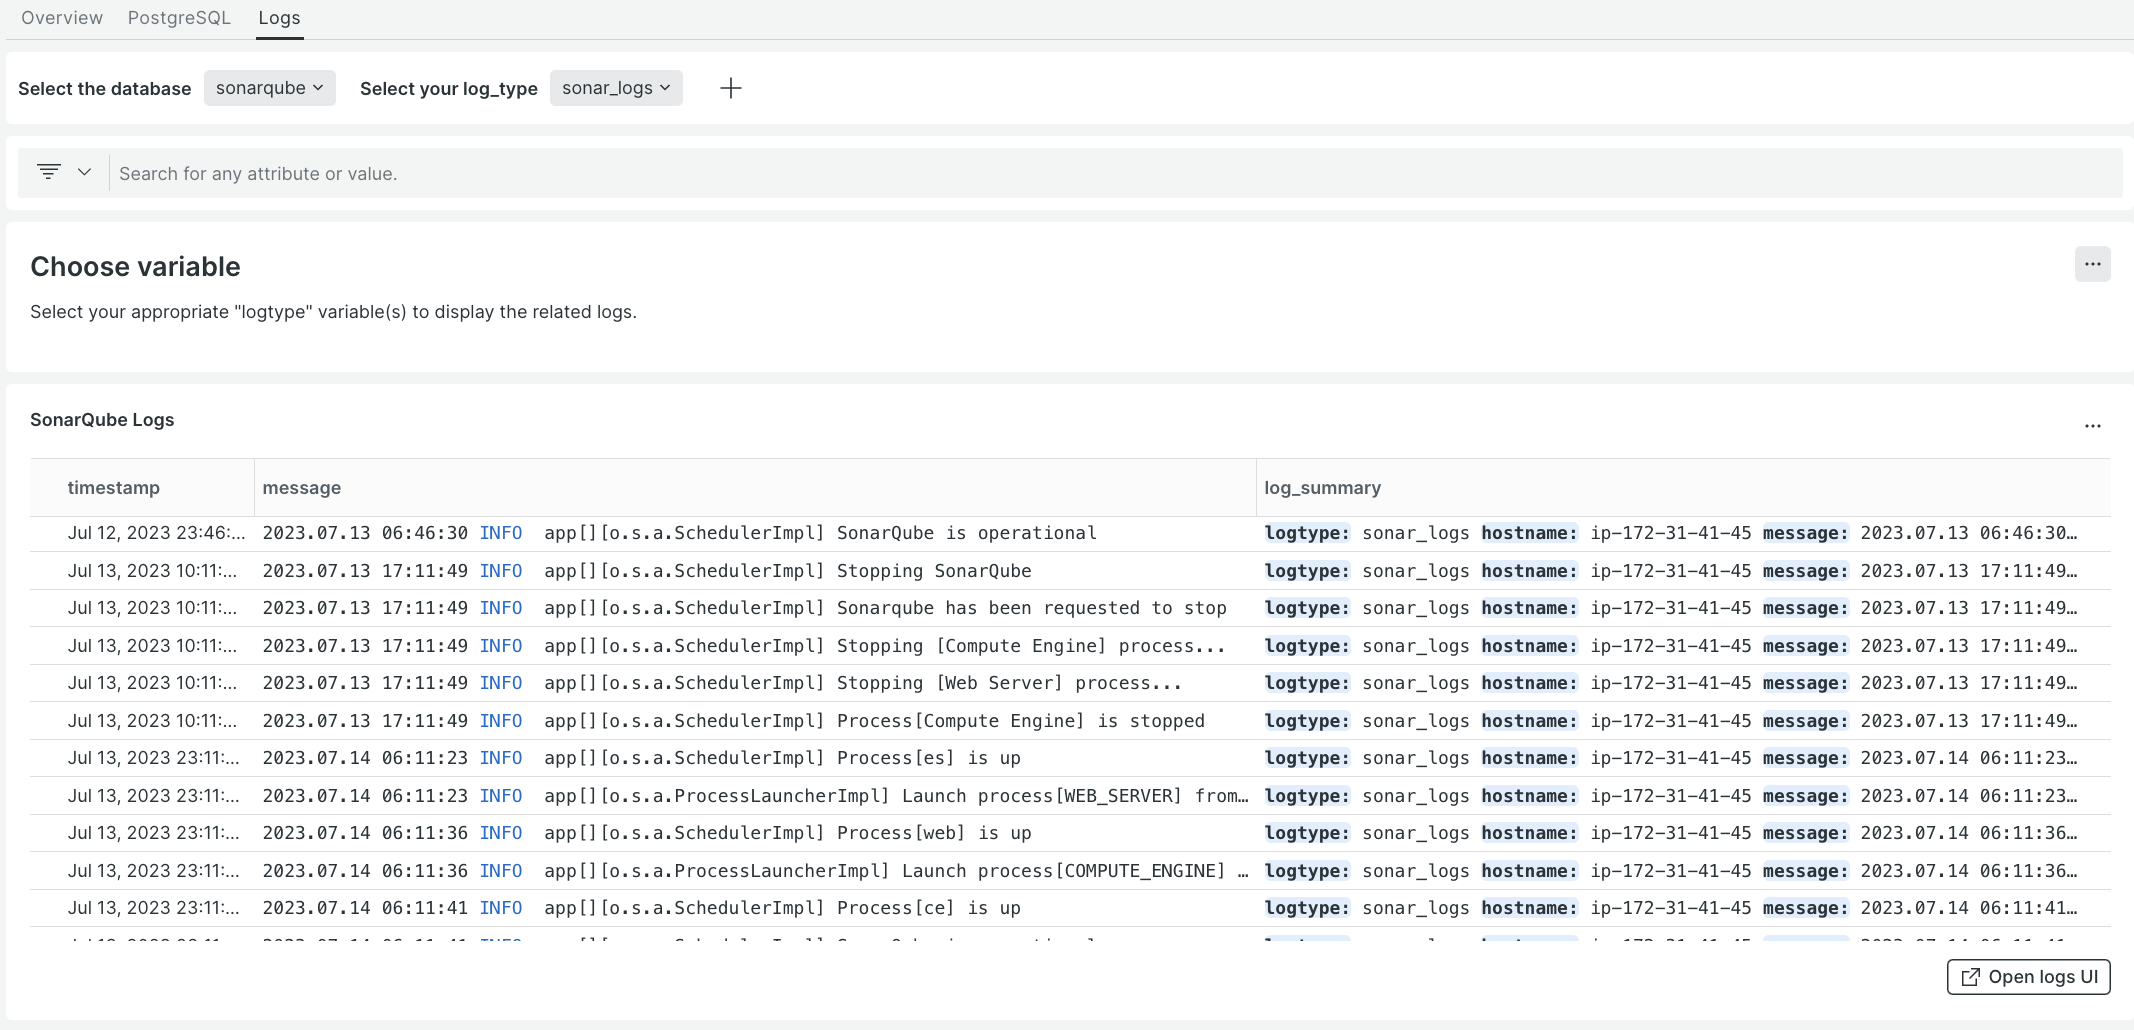 Overview PostgreSQL Logs
Select the database sonarqube Select your log_type sonar_logs
Search for any attribute or value.
Choose variable
Select your appropriate "logtype" variable(s) to display the related logs.
SonarQube Logs
timestamp message log_summary
Jul 12, 2023 23:46:... 2023.07.13 06:46:30 INFO app[][o.s.a.SchedulerImpl] SonarQube is operational logtype: sonar_logs hostname: ip-172-31-41-45 message: 2023.07.13 06:46:30…
Jul 13, 2023 10:11:... 2023.07.13 17:11:49 INFO app[][o.s.a.SchedulerImpl] Stopping SonarQube logtype: sonar_logs hostname: ip-172-31-41-45 message: 2023.07.13 17:11:49…
Jul 13, 2023 10:11:... 2023.07.13 17:11:49 INFO app[][o.s.a.SchedulerImpl] Sonarqube has been requested to stop logtype: sonar_logs hostname: ip-172-31-41-45 message: 2023.07.13 17:11:49…
Jul 13, 2023 10:11:... 2023.07.13 17:11:49 INFO app[][o.s.a.SchedulerImpl] Stopping [Compute Engine] process... logtype: sonar_logs hostname: ip-172-31-41-45 message: 2023.07.13 17:11:49…
Jul 13, 2023 10:11:... 2023.07.13 17:11:49 INFO app[][o.s.a.SchedulerImpl] Stopping [Web Server] process... logtype: sonar_logs hostname: ip-172-31-41-45 message: 2023.07.13 17:11:49…
Jul 13, 2023 10:11:... 2023.07.13 17:11:49 INFO app[][o.s.a.SchedulerImpl] Process[Compute Engine] is stopped logtype: sonar_logs hostname: ip-172-31-41-45 message: 2023.07.13 17:11:49…
Jul 13, 2023 23:11:... 2023.07.14 06:11:23 INFO app[][o.s.a.SchedulerImpl] Process[es] is up logtype: sonar_logs hostname: ip-172-31-41-45 message: 2023.07.14 06:11:23…
Jul 13, 2023 23:11:... 2023.07.14 06:11:23 INFO app[][o.s.a.ProcessLauncherImpl] Launch process[WEB_SERVER] from… logtype: sonar_logs hostname: ip-172-31-41-45 message: 2023.07.14 06:11:23…
Jul 13, 2023 23:11:... 2023.07.14 06:11:36 INFO app[][o.s.a.SchedulerImpl] Process[web] is up logtype: sonar_logs hostname: ip-172-31-41-45 message: 2023.07.14 06:11:36…
Jul 13, 2023 23:11:... 2023.07.14 06:11:36 INFO app[][o.s.a.ProcessLauncherImpl] Launch process[COMPUTE_ENGINE] … logtype: sonar_logs hostname: ip-172-31-41-45 message: 2023.07.14 06:11:36…
Jul 13, 2023 23:11:... 2023.07.14 06:11:41 INFO app[][o.s.a.SchedulerImpl] Process[ce] is up logtype: sonar_logs hostname: ip-172-31-41-45 message: 2023.07.14 06:11:41…
Open logs UI